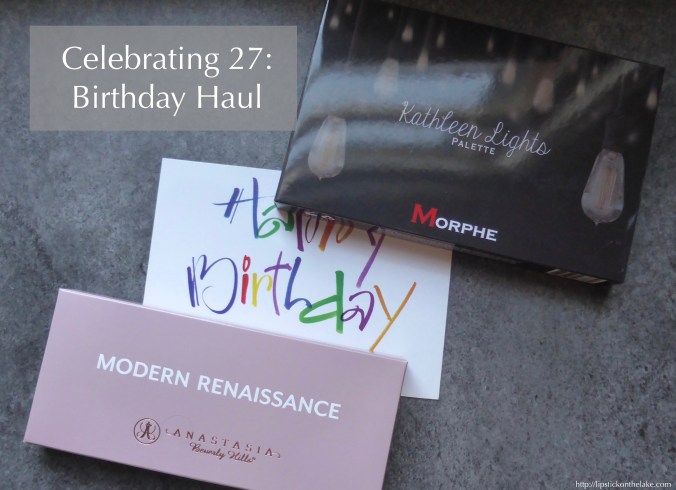 Celebrating 27:
Birthday Haul
Kathleen Lights
PALETTE
MORPHE
Happy
Birthday
MODERN RENAISSANCE
ANASTASIA
Beverly Hills
http://lipstickonthelake.com